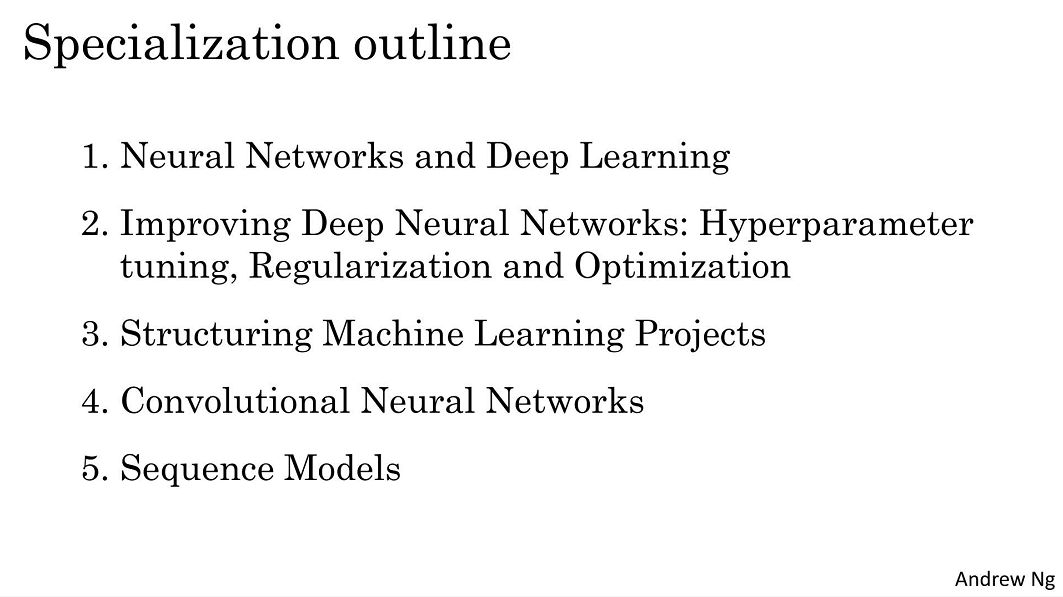 Specialization outline
1. Neural Networks and Deep Learning
2. Improving Deep Neural Networks: Hyperparameter
tuning, Regularization and Optimization
3. Structuring Machine Learning Projects
4. Convolutional Neural Networks
5. Sequence Models
Andrew Ng